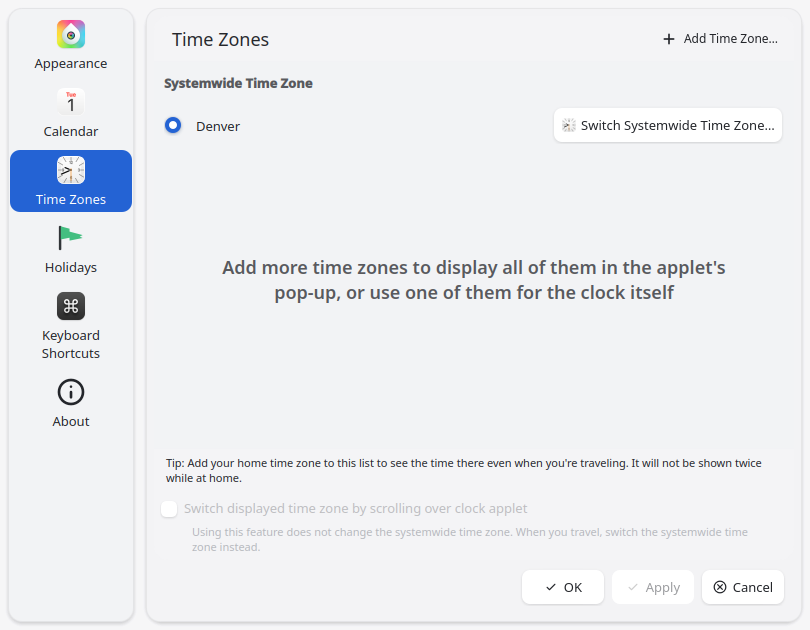 Appearance
Tue
1
Calendar
Time Zones
Holidays
Keyboard
Shortcuts
About
Time Zones
Add Time Zone...
Systemwide Time Zone
Denver
Switch Systemwide Time Zone...
Add more time zones to display all of them in the applet's
pop-up, or use one of them for the clock itself
Tip: Add your home time zone to this list to see the time there even when you're traveling. It will not be shown twice
while at home.
Switch displayed time zone by scrolling over clock applet
Using this feature does not change the systemwide time zone. When you travel, switch the systemwide time
zone instead.
OK
Apply
Cancel